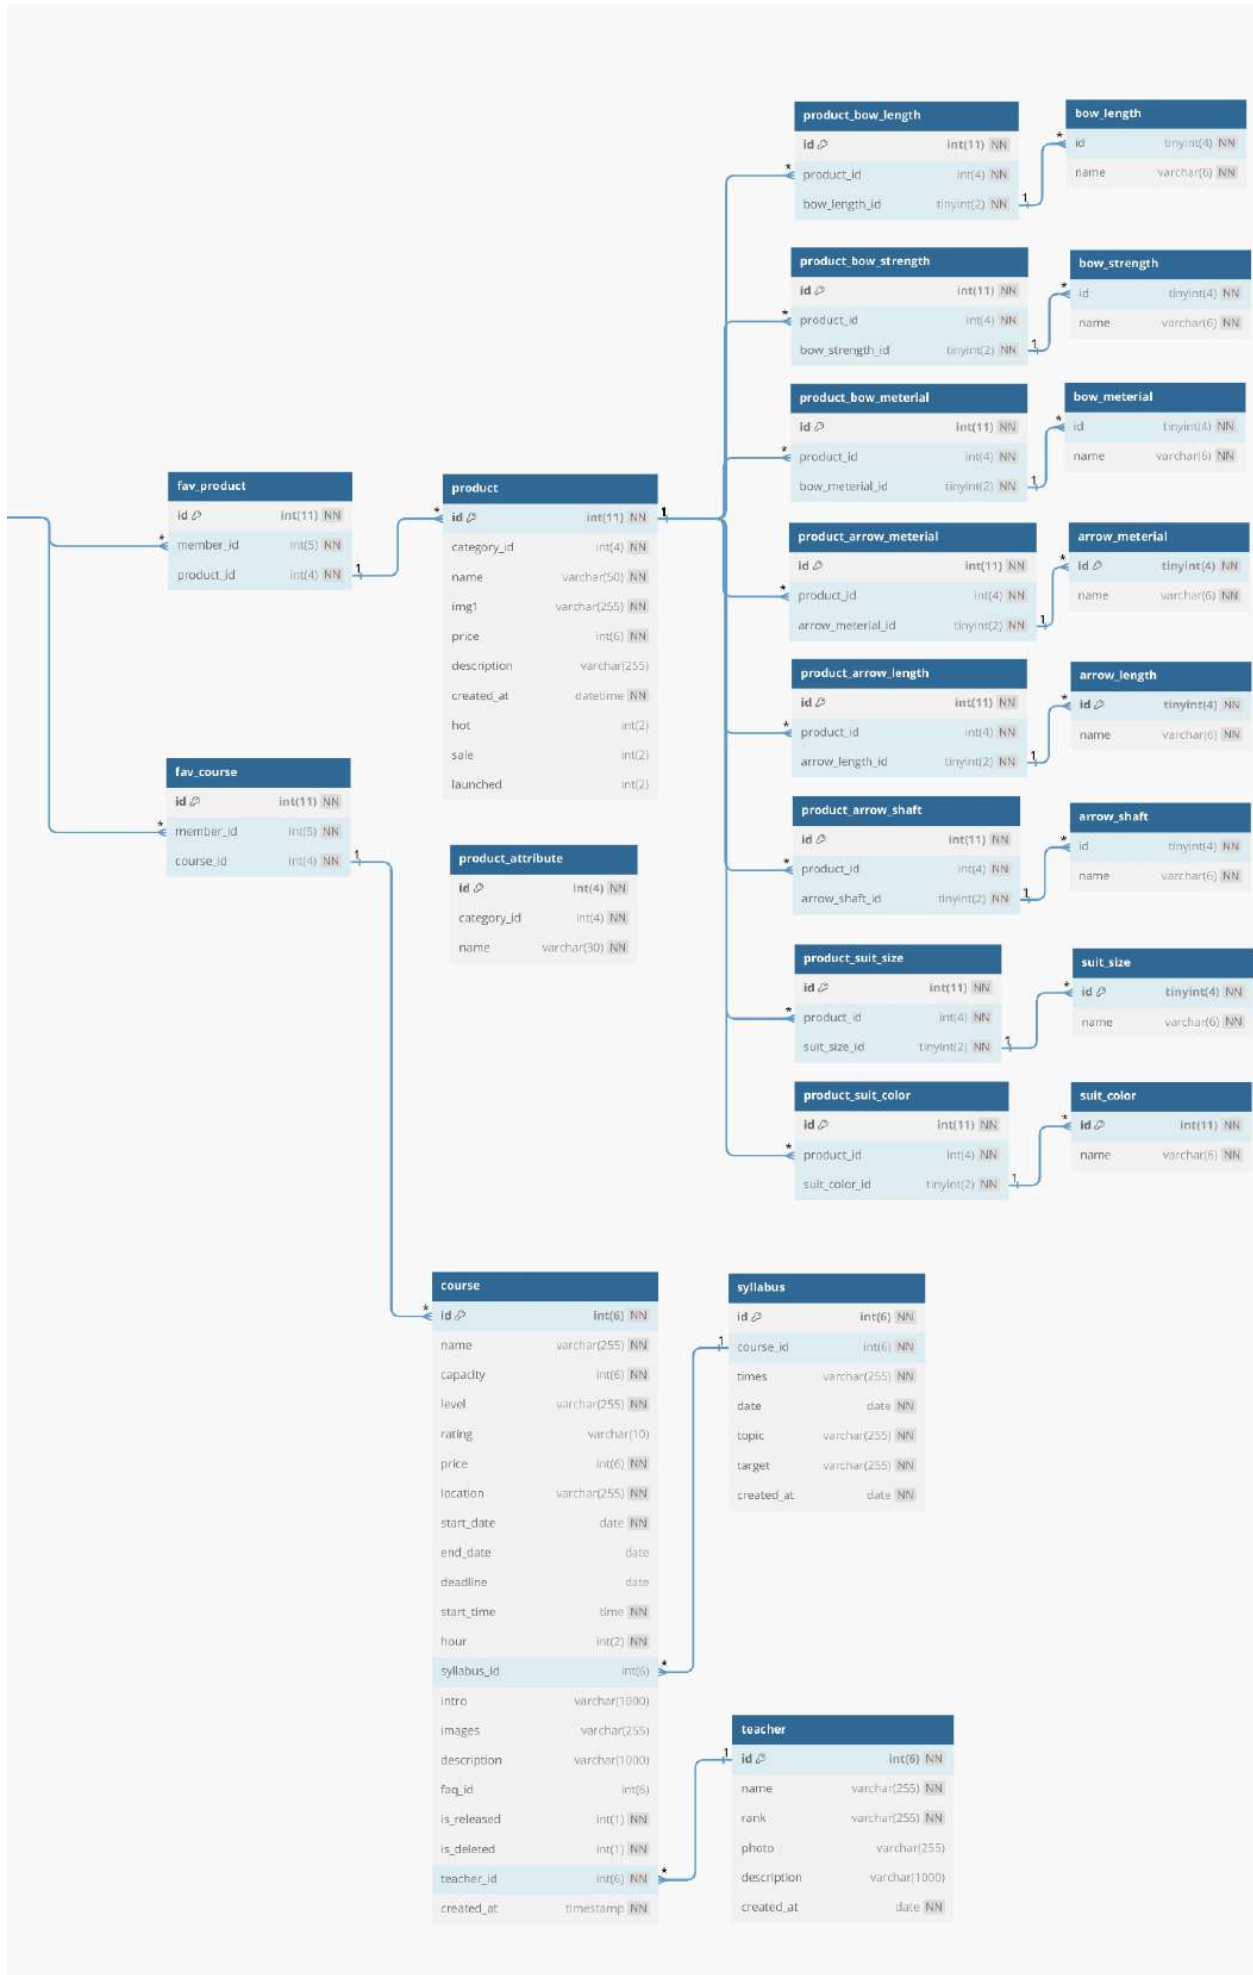 product_bow_length
id int(11) NN
product_id int(4) NN
bow_length_id tinyint(2) NN
1
*
*
bow_length
id tinyint(4) NN
name varchar(6) NN
product_bow_strength
id int(11) NN
product_id int(4) NN
bow_strength_id tinyint(2) NN
1
*
*
bow_strength
id tinyint(4) NN
name varchar(6) NN
product_bow_meterial
id int(11) NN
product_id int(4) NN
bow_meterial_id tinyint(2) NN
1
*
*
bow_meterial
id tinyint(4) NN
name varchar(6) NN
fav_product
id int(11) NN
member_id int(5) NN
product_id int(4) NN
*
1
product
id int(11) NN
category_id int(4) NN
name varchar(50) NN
img1 varchar(255) NN
price int(6) NN
description varchar(255)
created_at datetime NN
hot int(2)
sale int(2)
launched int(2)
*
1
product_arrow_meterial
id int(11) NN
product_id int(4) NN
arrow_meterial_id tinyint(2) NN
1
*
*
arrow_meterial
id tinyint(4) NN
name varchar(6) NN
product_arrow_length
id int(11) NN
product_id int(4) NN
arrow_length_id tinyint(2) NN
1
*
*
arrow_length
id tinyint(4) NN
name varchar(6) NN
fav_course
id int(11) NN
member_id int(5) NN
course_id int(4) NN
*
1
product_attribute
id int(4) NN
category_id int(4) NN
name varchar(30) NN
product_arrow_shaft
id int(11) NN
product_id int(4) NN
arrow_shaft_id tinyint(2) NN
1
*
*
arrow_shaft
id tinyint(4) NN
name varchar(6) NN
product_suit_size
id int(11) NN
product_id int(4) NN
suit_size_id tinyint(2) NN
1
*
*
suit_size
id tinyint(4) NN
name varchar(6) NN
product_suit_color
id int(11) NN
product_id int(4) NN
suit_color_id tinyint(2) NN
1
*
*
suit_color
id int(11) NN
name varchar(6) NN
course
id int(6) NN
name varchar(255) NN
capacity int(6) NN
level varchar(255) NN
rating varchar(10)
price int(6) NN
location varchar(255) NN
start_date date NN
end_date date
deadline date
start_time time NN
hour int(2) NN
syllabus_id int(6)
intro varchar(1000)
images varchar(255)
description varchar(1000)
faq_id int(6)
is_released int(1) NN
is_deleted int(1) NN
teacher_id int(6) NN
created_at timestamp NN
*
*
*
syllabus
id int(6) NN
course_id int(6) NN
times varchar(255) NN
date date NN
topic varchar(255) NN
target varchar(255) NN
created_at date NN
1
teacher
id int(6) NN
name varchar(255) NN
rank varchar(255) NN
photo varchar(255)
description varchar(1000)
created_at date NN
1